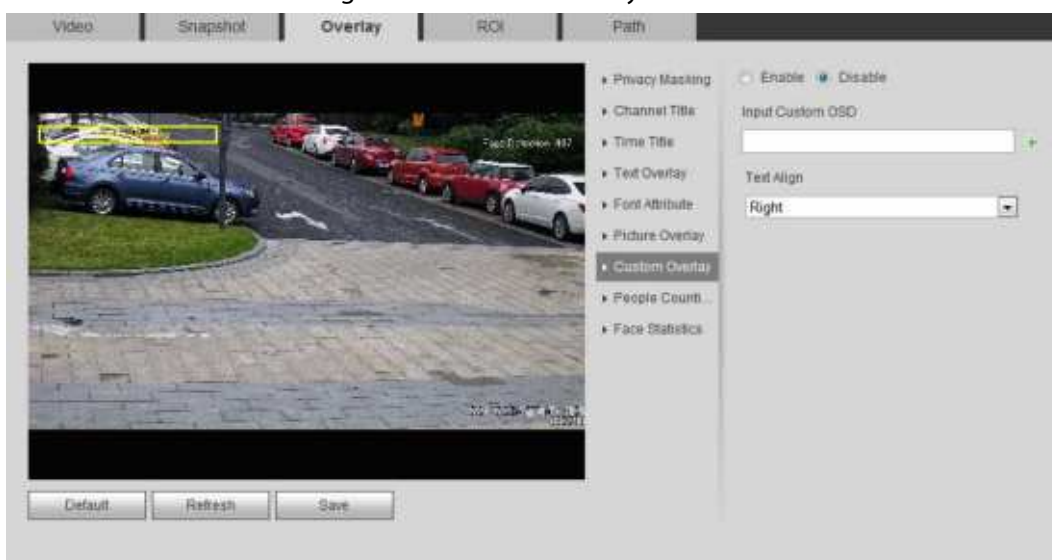 Video
Snapshot
Overlay
ROI
Path
Privacy Masking
Channel Title
Time Title
Text Overlay
Font Attribute
Picture Overlay
Custom Overlay
People Counti...
Face Statistics
Enable
Disable
Input Custom OSD
+
Text Align
Right
Default
Refresh
Save